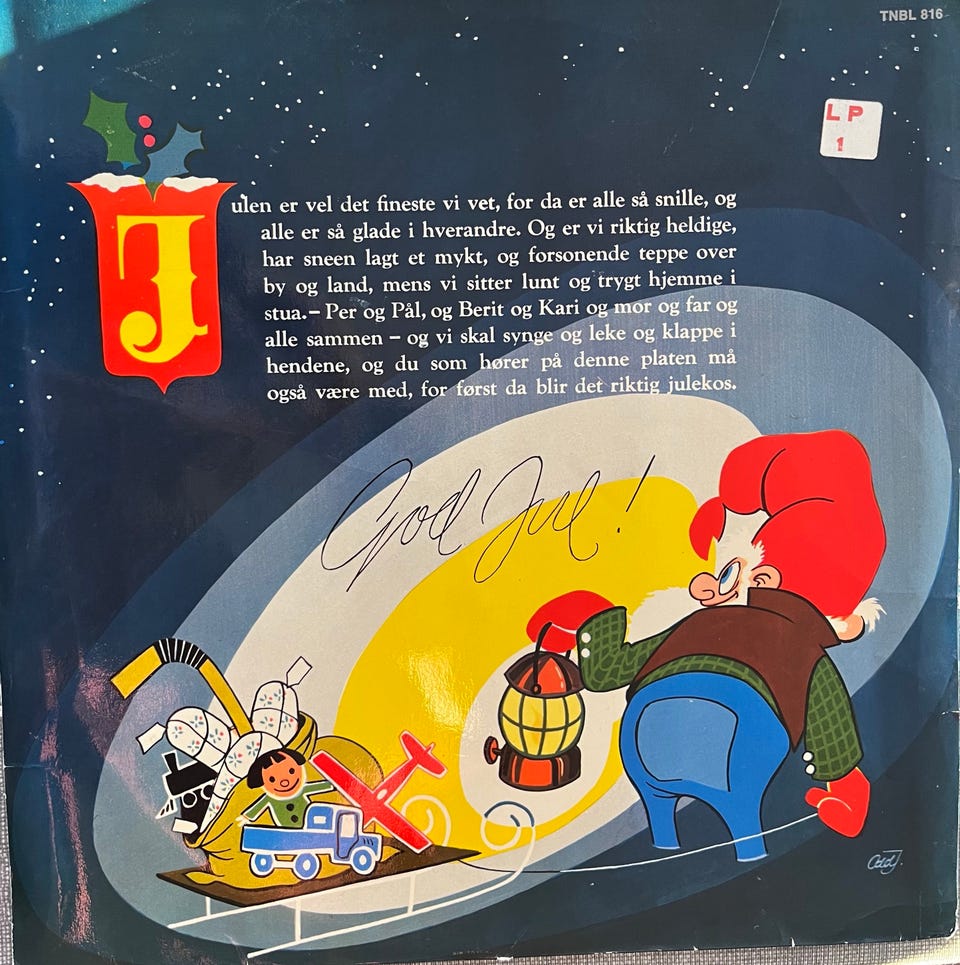 TNBL 816
LP
1
Julen er vel det fineste vi vet, for da er alle så snille, og
alle er så glade i hverandre. Og er vi riktig heldige,
har sneen lagt et mykt, og forsonende teppe over
by og land, mens vi sitter lunt og trygt hjemme i
stua.– Per og Pål, og Berit og Kari og mor og far og
alle sammen – og vi skal synge og leke og klappe i
hendene, og du som hører på denne platen må
også være med, for først da blir det riktig julekos.
God Jul!